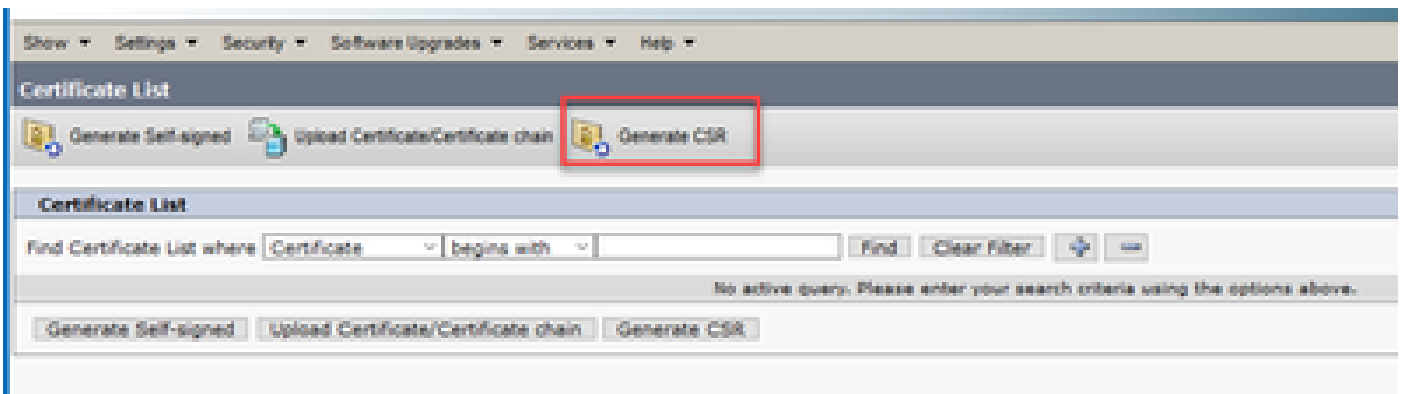 Show Settings Security Software Upgrades Services Help
Certificate List
Generate Self-signed Upload Certificate/Certificate chain Generate CSR
Certificate List
Find Certificate List where Certificate begins with Find Clear Filter
No active query. Please enter your search criteria using the options above.
Generate Self-signed Upload Certificate/Certificate chain Generate CSR